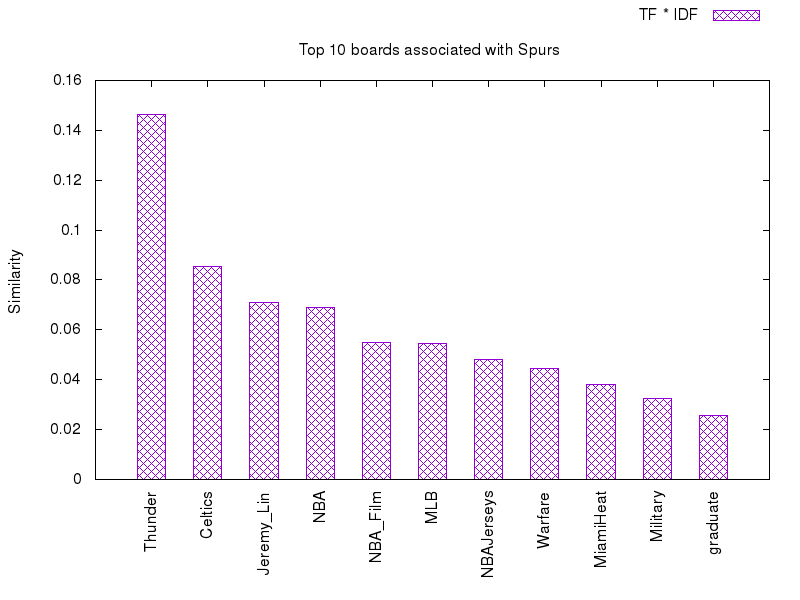 TF * IDF
Top 10 boards associated with Spurs
Similarity
0.16
0.14
0.12
0.1
0.08
0.06
0.04
0.02
0
Thunder
Celtics
Jeremy_Lin
NBA
NBA_Film
MLB
NBAJerseys
Warfare
MiamiHeat
Military
graduate